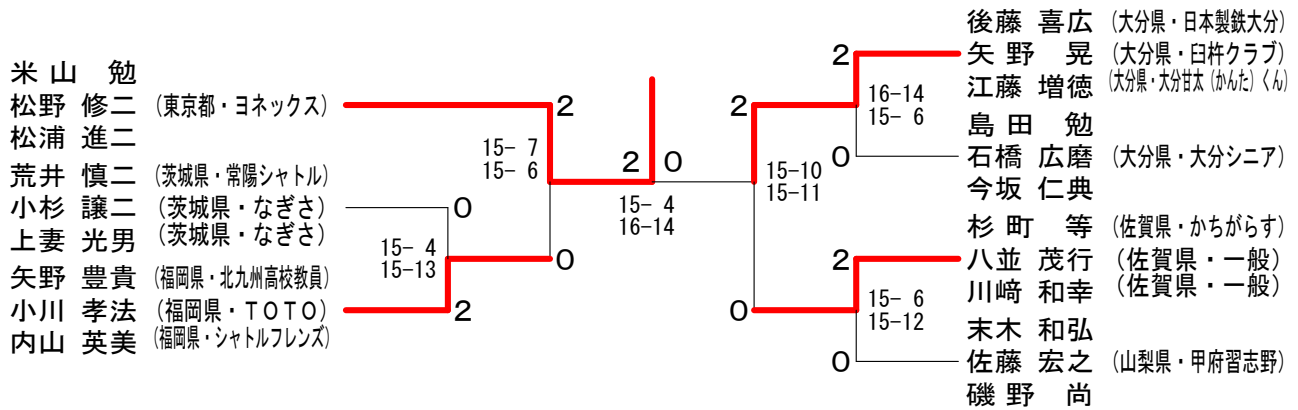 米山 勉
松野 修二 (東京都・ヨネックス)
松浦 進二
荒井 慎二 (茨城県・常陽シャトル)
小杉 譲二 (茨城県・なぎさ)
上妻 光男 (茨城県・なぎさ)
矢野 豊貴 (福岡県・北九州高校教員)
小川 孝法 (福岡県・TOTO)
内山 英美 (福岡県・シャトルフレンズ)
0
15- 4
15-13
2
2
15- 7
15- 6
0
2 0
15- 4
16-14
2
15-10
15-11
0
2
16-14
15- 6
0
2
15- 6
15-12
0
後藤 喜広 (大分県・日本製鉄大分)
矢野 晃 (大分県・臼杵クラブ)
江藤 増徳 (大分県・大分甘太(かんた)くん)
島田 勉
石橋 広磨 (大分県・大分シニア)
今坂 仁典
杉町 等 (佐賀県・かちがらす)
八並 茂行 (佐賀県・一般)
川﨑 和幸 (佐賀県・一般)
末木 和弘
佐藤 宏之 (山梨県・甲府習志野)
磯野 尚